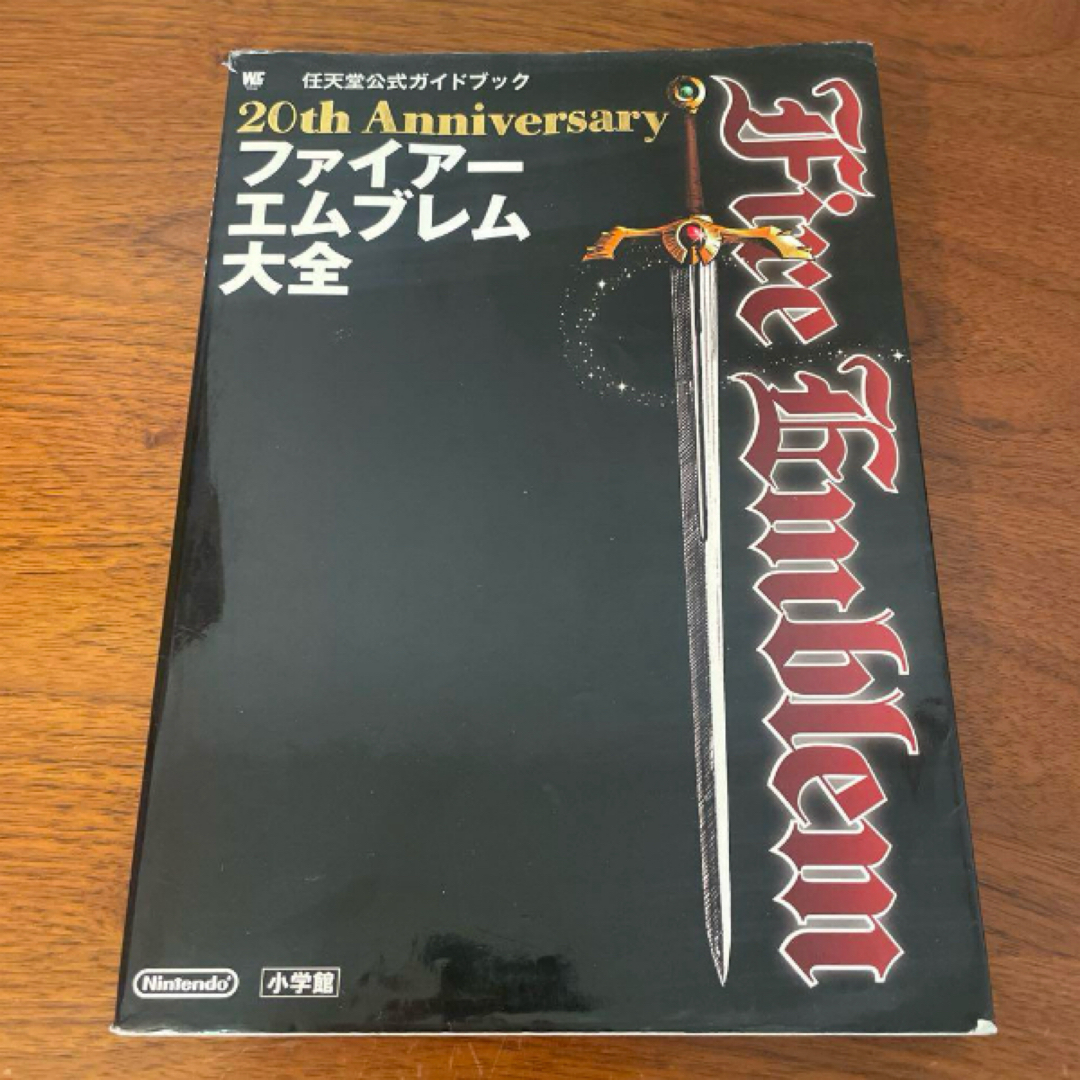 任天堂公式ガイドブック
20th Anniversary
ファイアー
エムブレム
大全
Fire Emblem
Nintendo
小学館